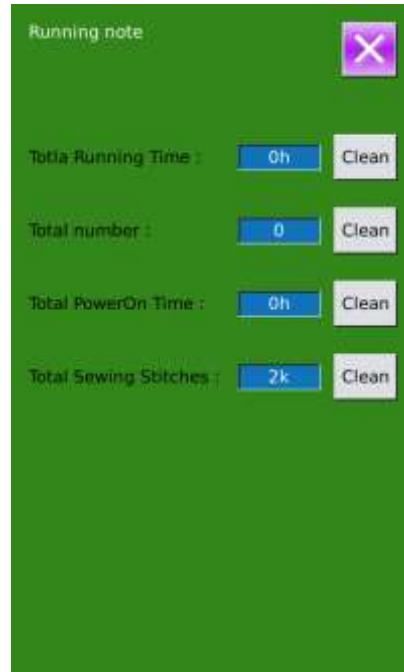 Running note
Totla Running Time : 0h Clean
Total number : 0 Clean
Total PowerOn Time : 0h Clean
Total Sewing Stitches : 2k Clean